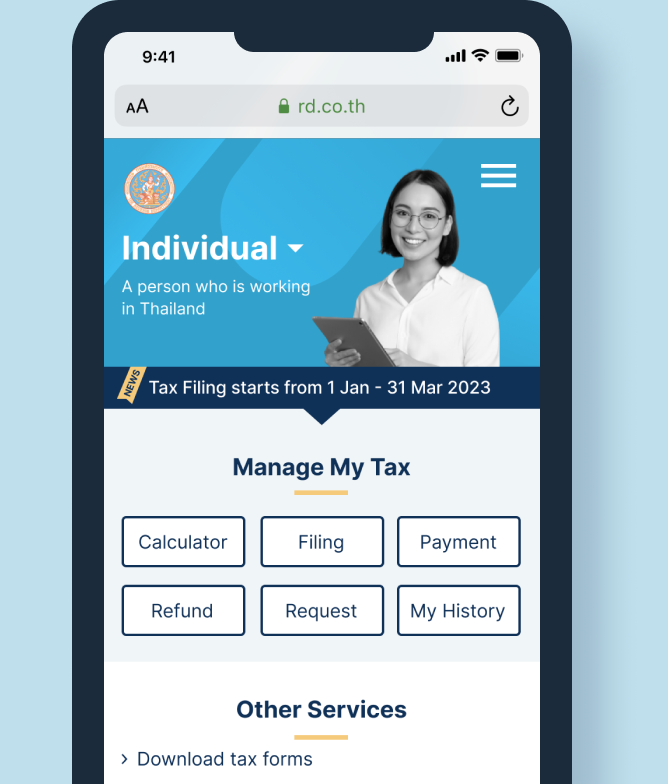 9:41
AA
rd.co.th
Individual
A person who is working
in Thailand
NEWS
Tax Filing starts from 1 Jan - 31 Mar 2023
Manage My Tax
Calculator
Filing
Payment
Refund
Request
My History
Other Services
Download tax forms